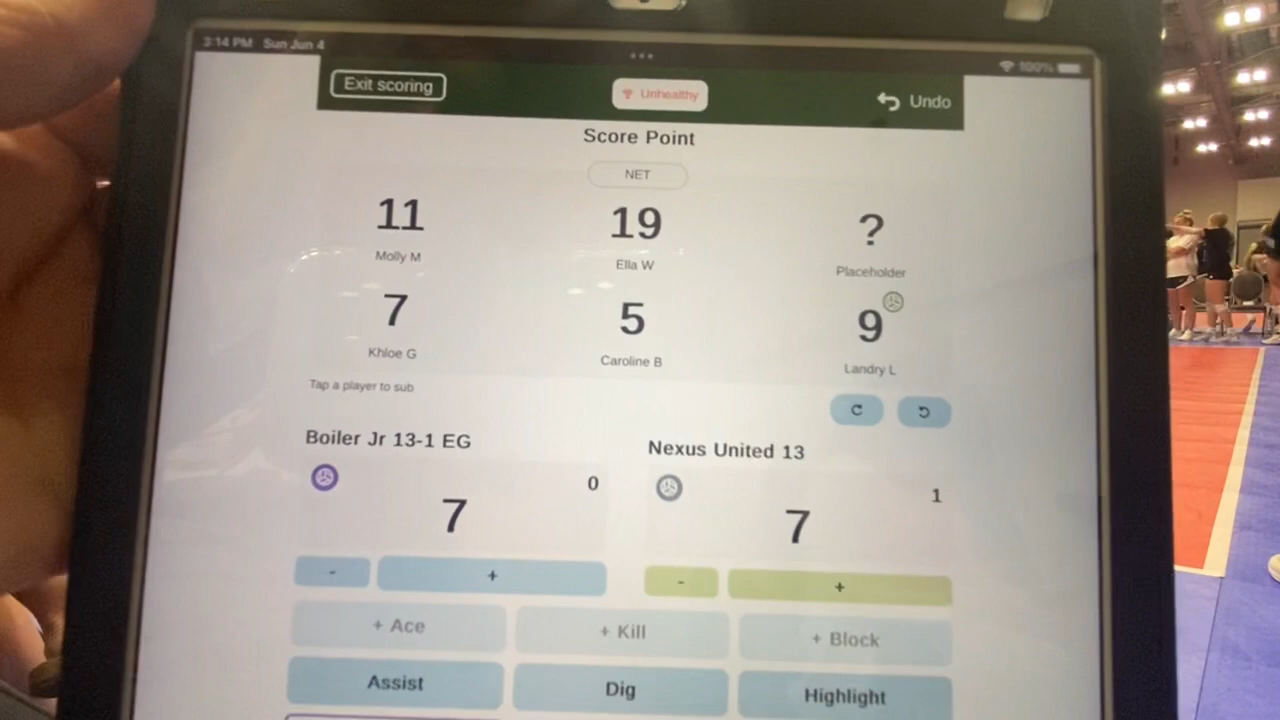 3:14 PM Sun Jun 4
100%
Exit scoring
Unhealthy
Undo
Score Point
NET
11
19
?
Molly M
Ella W
Placeholder
7
5
9
Khloe G
Caroline B
Landry L
Tap a player to sub
Boiler Jr 13-1 EG
Nexus United 13
0
1
7
7
- +
- +
+ Ace
+ Kill
+ Block
Assist
Dig
Highlight